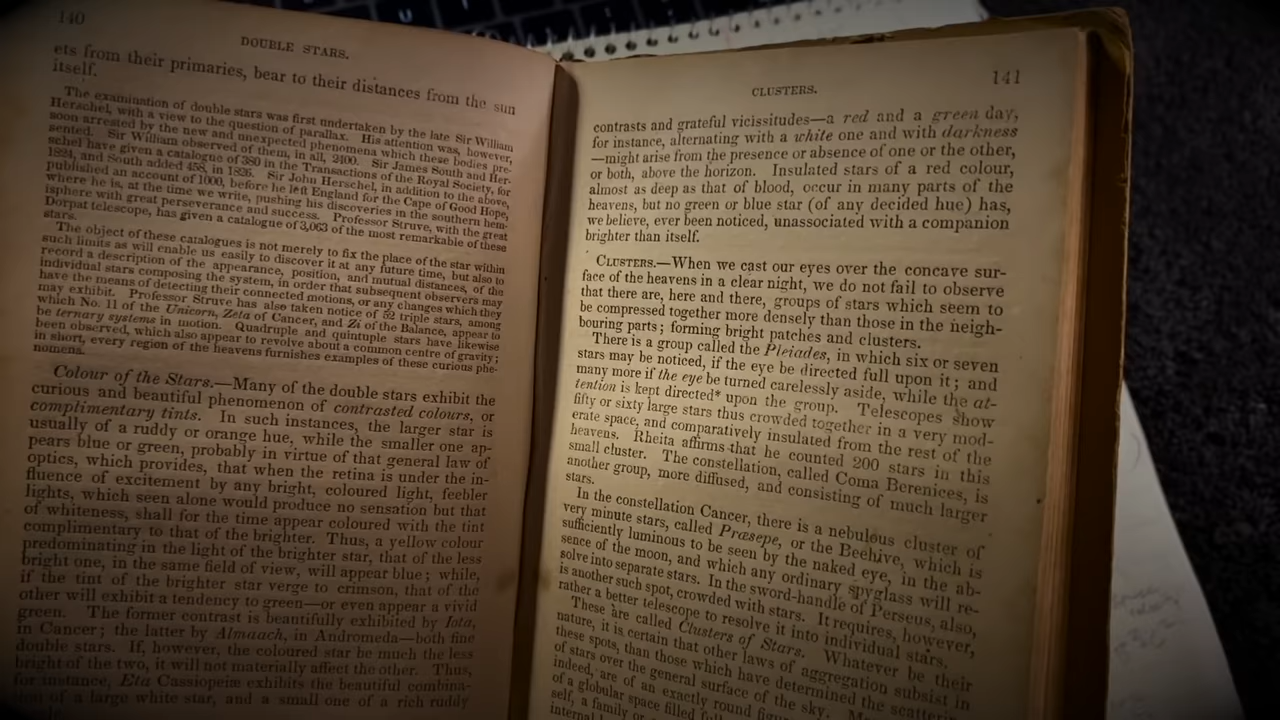 140
DOUBLE STARS.
ets from their primaries, bear to their distances from the sun
itself.
The examination of double stars was first undertaken by the late Sir William
Herschel, with a view to the question of parallax. His attention was, however,
soon arrested by the new and unexpected phenomena which these bodies pre-
sented. Sir William observed of them, in all, 2400. Sir James South and Her-
schel have given a catalogue of 380 in the Transactions of the Royal Society, for
1824, and South added 458, in 1826. Sir John Herschel, in addition to the above,
published an account of 1000, before he left England for the Cape of Good Hope,
where he is, at the time we write, pushing his discoveries in the southern hem-
isphere with great perseverance and success. Professor Struve, with the great
Dorpat telescope, has given a catalogue of 3,063 of the most remarkable of these
stars.
The object of these catalogues is not merely to fix the place of the star within
such limits as will enable us easily to discover it at any future time, but also to
record a description of the appearance, position, and mutual distances, of the
individual stars composing the system, in order that subsequent observers may
have the means of detecting their connected motions, or any changes which they
may exhibit. Professor Struve has also taken notice of 52 triple stars, among
which No. 11 of the Unicorn, Zeta of Cancer, and Zi of the Balance, appear to
be ternary systems in motion. Quadruple and quintuple stars have likewise
been observed, which also appear to revolve about a common centre of gravity;
in short, every region of the heavens furnishes examples of these curious phe-
nomena.
Colour of the Stars.—Many of the double stars exhibit the
curious and beautiful phenomenon of contrasted colours, or
complimentary tints. In such instances, the larger star is
usually of a ruddy or orange hue, while the smaller one ap-
pears blue or green, probably in virtue of that general law of
optics, which provides, that when the retina is under the in-
fluence of excitement by any bright, coloured light, feebler
lights, which seen alone would produce no sensation but that
of whiteness, shall for the time appear coloured with the tint
complimentary to that of the brighter. Thus, a yellow colour
predominating in the light of the brighter star, that of the less
bright one, in the same field of view, will appear blue; while,
if the tint of the brighter star verge to crimson, that of the
other will exhibit a tendency to green—or even appear a vivid
green. The former contrast is beautifully exhibited by Iota,
in Cancer; the latter by Almaach, in Andromeda—both fine
double stars. If, however, the coloured star be much the less
bright of the two, it will not materially affect the other. Thus,
for instance, Eta Cassiopeiæ exhibits the beautiful combina-
tion of a large white star, and a small one of a rich ruddy
141
CLUSTERS.
contrasts and grateful vicissitudes—a red and a green day,
for instance, alternating with a white one and with darkness
—might arise from the presence or absence of one or the other,
or both, above the horizon. Insulated stars of a red colour,
almost as deep as that of blood, occur in many parts of the
heavens, but no green or blue star (of any decided hue) has,
we believe, ever been noticed, unassociated with a companion
brighter than itself.
CLUSTERS.—When we cast our eyes over the concave sur-
face of the heavens in a clear night, we do not fail to observe
that there are, here and there, groups of stars which seem to
be compressed together more densely than those in the neigh-
bouring parts; forming bright patches and clusters.
There is a group called the Pleiades, in which six or seven
stars may be noticed, if the eye be directed full upon it; and
many more if the eye be turned carelessly aside, while the at-
tention is kept directed* upon the group. Telescopes show
fifty or sixty large stars thus crowded together in a very mod-
erate space, and comparatively insulated from the rest of the
heavens. Rheita affirms that he counted 200 stars in this
small cluster. The constellation, called Coma Berenices, is
another group, more diffused, and consisting of much larger
stars.
In the constellation Cancer, there is a nebulous cluster of
very minute stars, called Præsepe, or the Beehive, which is
sufficiently luminous to be seen by the naked eye, in the ab-
sence of the moon, and which any ordinary spyglass will re-
solve into separate stars. In the sword-handle of Perseus, also,
is another such spot, crowded with stars. It requires, however,
rather a better telescope to resolve it into individual stars.
These are called Clusters of Stars. Whatever be their
nature, it is certain that other laws of aggregation subsist in
these spots, than those which have determined the scattering
of stars over the general surface of the sky.
indeed, are of an exactly round
of a globular space filled full
self, a family or
internal